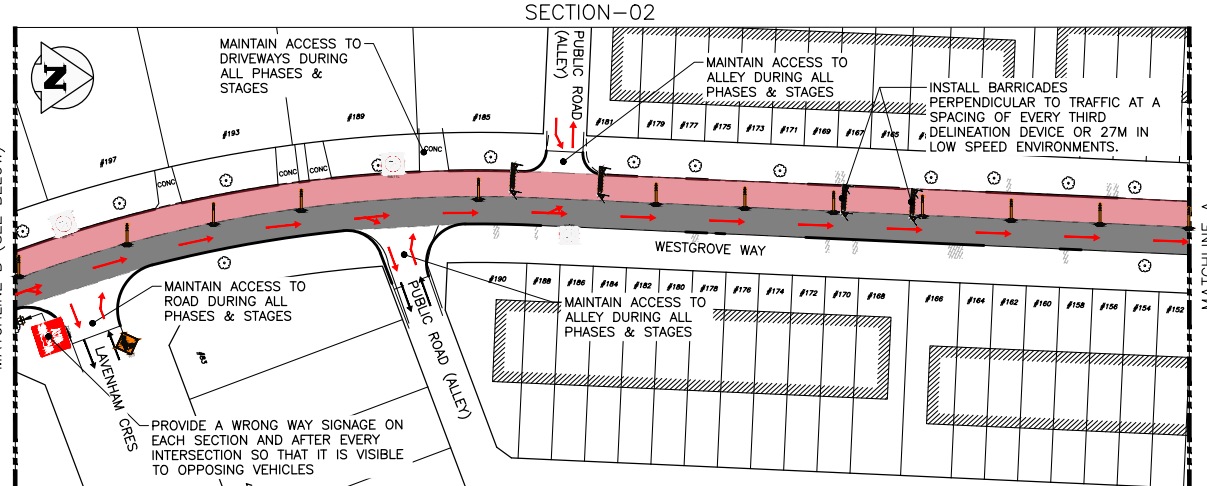 SECTION-02
N
MAINTAIN ACCESS TO
DRIVEWAYS DURING
ALL PHASES &
STAGES
PUBLIC ROAD
(ALLEY)
MAINTAIN ACCESS TO
ALLEY DURING ALL
PHASES & STAGES
INSTALL BARRICADES
PERPENDICULAR TO TRAFFIC AT A
SPACING OF EVERY THIRD
DELINEATION DEVICE OR 27M IN
LOW SPEED ENVIRONMENTS.
#197
#193
#189
#185
#181
#179
#177
#175
#173
#171
#169
#167
#165
CONC
CONC
CONC
CONC
WESTGROVE WAY
MATCHLINE A
MAINTAIN ACCESS TO
ROAD DURING ALL
PHASES & STAGES
#83
LAVENHAM CRES
PUBLIC ROAD (ALLEY)
MAINTAIN ACCESS TO
ALLEY DURING ALL
PHASES & STAGES
#190
#188
#186
#184
#182
#180
#178
#176
#174
#172
#170
#168
#166
#164
#162
#160
#158
#156
#154
#152
PROVIDE A WRONG WAY SIGNAGE ON
EACH SECTION AND AFTER EVERY
INTERSECTION SO THAT IT IS VISIBLE
TO OPPOSING VEHICLES